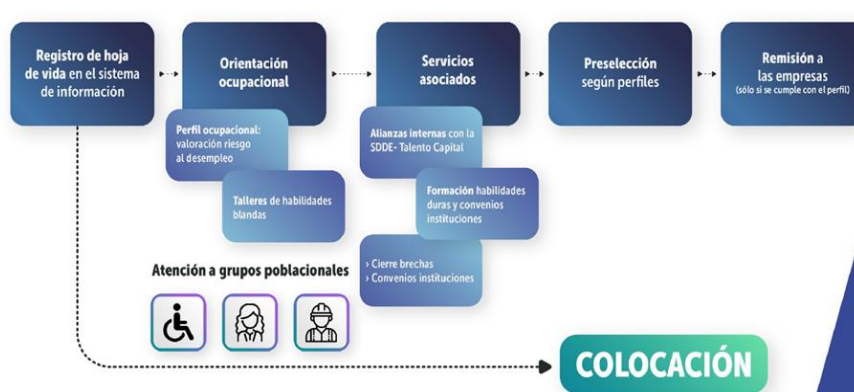 Registro de hoja
de vida en el sistema
de información
Orientación
ocupacional
Servicios
asociados
Preselección
según perfiles
Remisión a
las empresas
(sólo si se cumple con el perfil)
Perfil ocupacional:
valoración riesgo
al desempleo
Talleres de habilidades
blandas
Alianzas internas con la
SDDE- Talento Capital
Formación habilidades
duras y convenios
instituciones
› Cierre brechas
› Convenios instituciones
Atención a grupos poblacionales
COLOCACIÓN